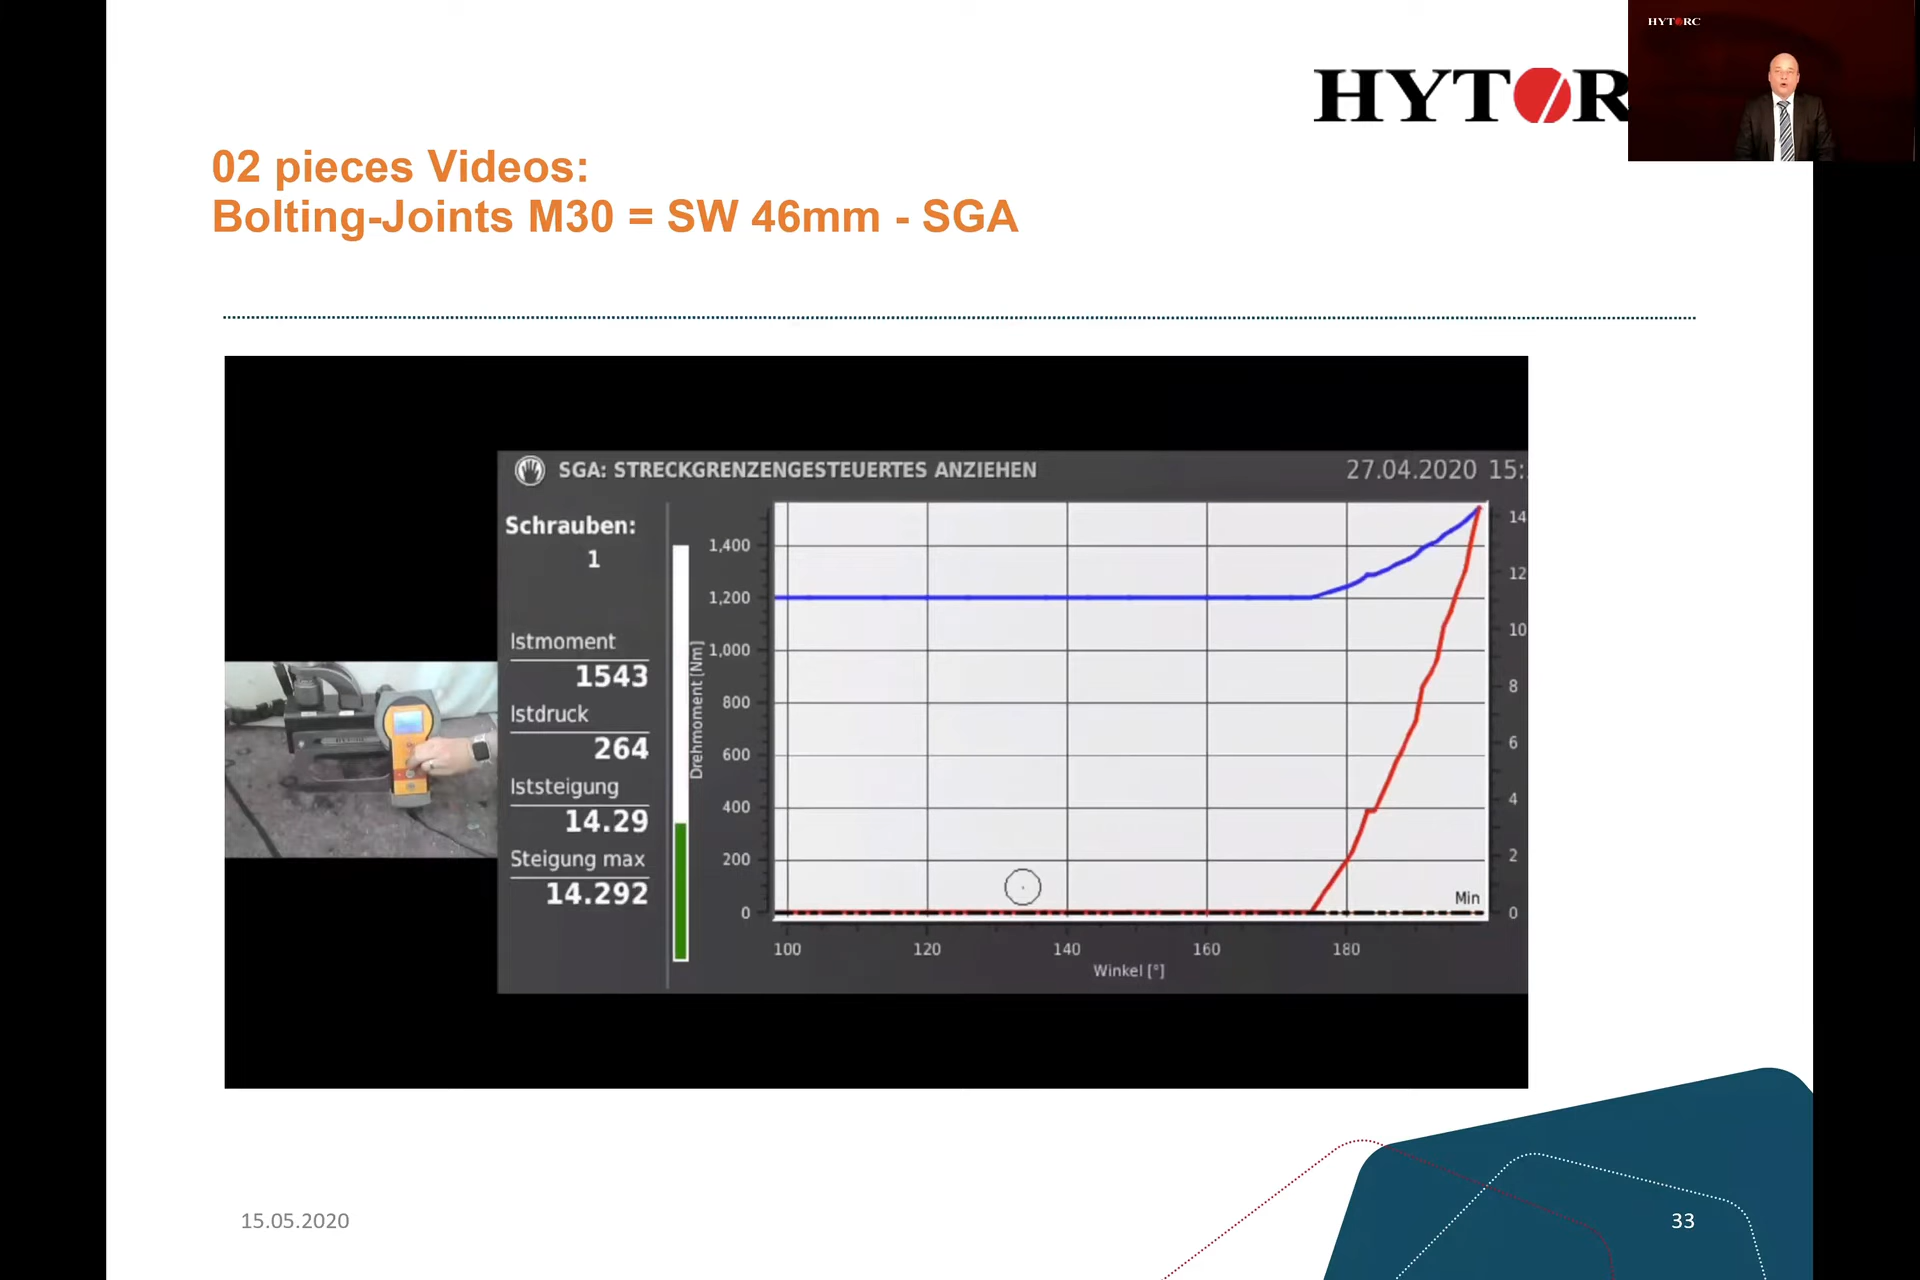 HYTORC
HYTOR
02 pieces Videos:
Bolting-Joints M30 = SW 46mm - SGA
SGA: STRECKGRENZENGESTEUERTES ANZIEHEN
27.04.2020 15:
Schrauben:
1
Istmoment
1543
Istdruck
264
Iststeigung
14.29
Steigung max
14.292
Drehmoment [Nm]
1,400
1,200
1,000
800
600
400
200
0
14
12
10
8
6
4
2
0
Min
100 120 140 160 180
Winkel [°]
15.05.2020
33